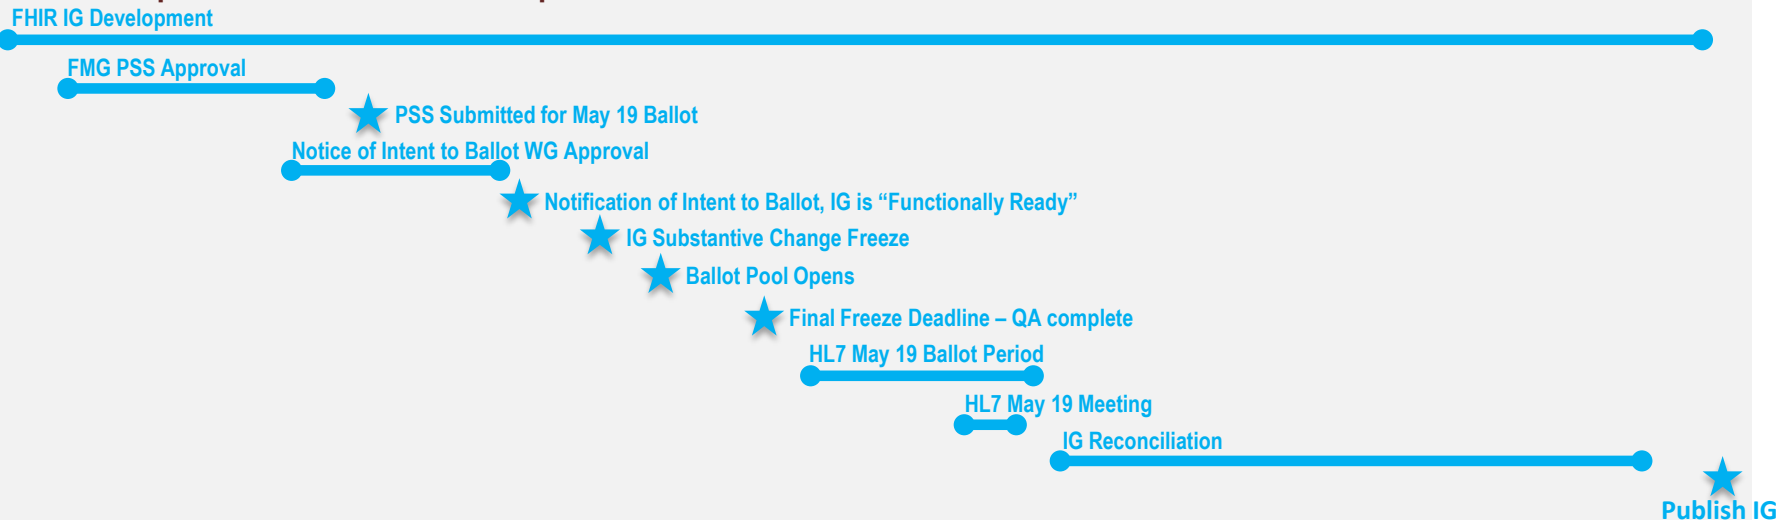 FHIR IG Development
FMG PSS Approval
PSS Submitted for May 19 Ballot
Notice of Intent to Ballot WG Approval
Notification of Intent to Ballot, IG is “Functionally Ready”
IG Substantive Change Freeze
Ballot Pool Opens
Final Freeze Deadline – QA complete
HL7 May 19 Ballot Period
HL7 May 19 Meeting
IG Reconciliation
Publish IG